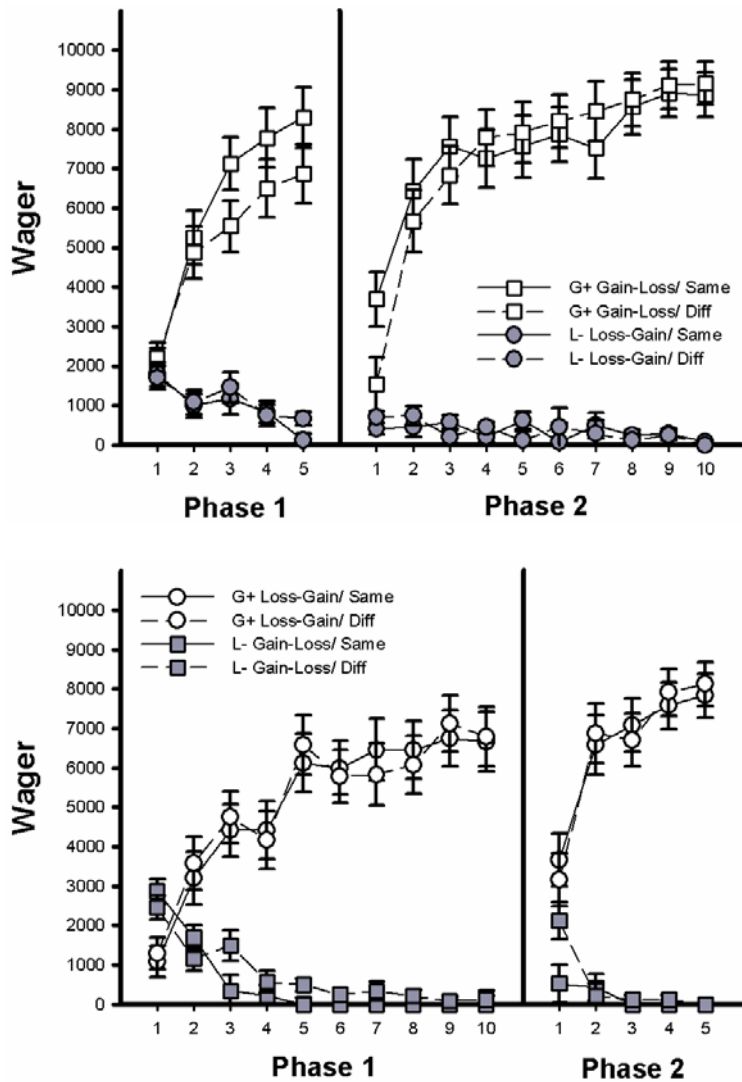 10000
9000
8000
7000
6000
5000
4000
3000
2000
1000
0
Wager
G+ Gain-Loss/ Same
G+ Gain-Loss/ Diff
L- Loss-Gain/ Same
L- Loss-Gain/ Diff
1 2 3 4 5
1 2 3 4 5 6 7 8 9 10
Phase 1
Phase 2
G+ Loss-Gain/ Same
G+ Loss-Gain/ Diff
L- Gain-Loss/ Same
L- Gain-Loss/ Diff
10000
9000
8000
7000
6000
5000
4000
3000
2000
1000
0
Wager
1 2 3 4 5 6 7 8 9 10
1 2 3 4 5
Phase 1
Phase 2